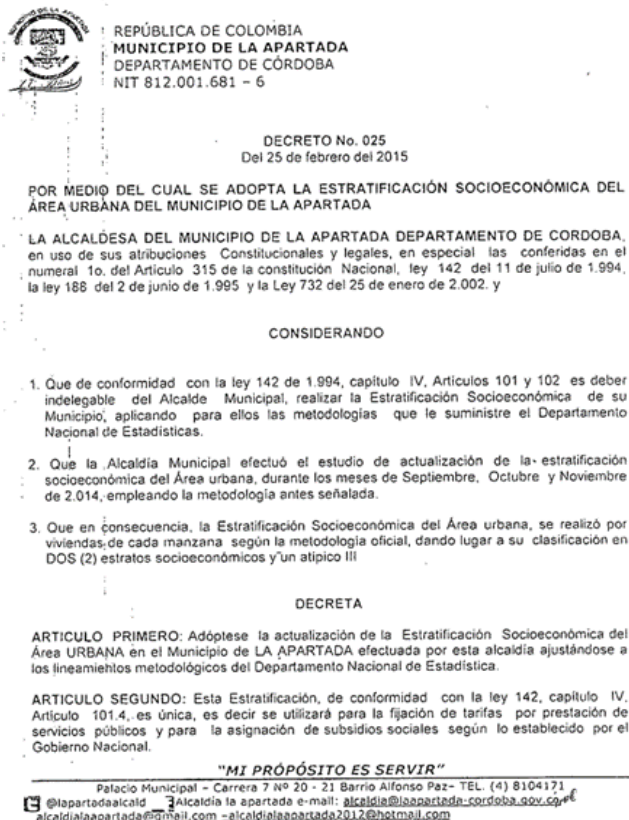 REPÚBLICA DE COLOMBIA
MUNICIPIO DE LA APARTADA
DEPARTAMENTO DE CÓRDOBA
NIT 812.001.681 – 6
DECRETO No. 025
Del 25 de febrero del 2015
POR MEDIO DEL CUAL SE ADOPTA LA ESTRATIFICACIÓN SOCIOECONÓMICA DEL
ÁREA URBANA DEL MUNICIPIO DE LA APARTADA
LA ALCALDESA DEL MUNICIPIO DE LA APARTADA DEPARTAMENTO DE CORDOBA,
en uso de sus atribuciones Constitucionales y legales, en especial las conferidas en el
numeral 1o. del Artículo 315 de la constitución Nacional, ley 142 del 11 de julio de 1.994,
la ley 188 del 2 de junio de 1.995 y la Ley 732 del 25 de enero de 2.002. y
CONSIDERANDO
1. Que de conformidad con la ley 142 de 1.994, capitulo IV, Artículos 101 y 102 es deber
indelegable del Alcalde Municipal, realizar la Estratificación Socioeconómica de su
Municipio, aplicando para ellos las metodologías que le suministre el Departamento
Nacional de Estadísticas.
2. Que la Alcaldía Municipal efectuó el estudio de actualización de la estratificación
socioeconómica del Área urbana, durante los meses de Septiembre, Octubre y Noviembre
de 2.014, empleando la metodología antes señalada.
3. Que en consecuencia, la Estratificación Socioeconómica del Área urbana, se realizó por
viviendas de cada manzana según la metodología oficial, dando lugar a su clasificación en
DOS (2) estratos socioeconómicos y un atipico III
DECRETA
ARTICULO PRIMERO: Adóptese la actualización de la Estratificación Socioeconómica del
Área URBANA en el Municipio de LA APARTADA efectuada por esta alcaldía ajustándose a
los lineamientos metodológicos del Departamento Nacional de Estadística.
ARTICULO SEGUNDO: Esta Estratificación, de conformidad con la ley 142, capitulo IV,
Artículo 101.4, es única, es decir se utilizará para la fijación de tarifas por prestación de
servicios públicos y para la asignación de subsidios sociales según lo establecido por el
Gobierno Nacional.
"MI PRÓPÓSITO ES SERVIR"
Palacio Municipal – Carrera 7 Nº 20 - 21 Barrio Alfonso Paz- TEL. (4) 8104171
@lapartadaalcald Alcaldia la apartada e-mail: alcaldia@laapartada-cordoba.gov.co
alcaldialaapartada@gmail.com –alcaldialaapartada2012@hotmail.com